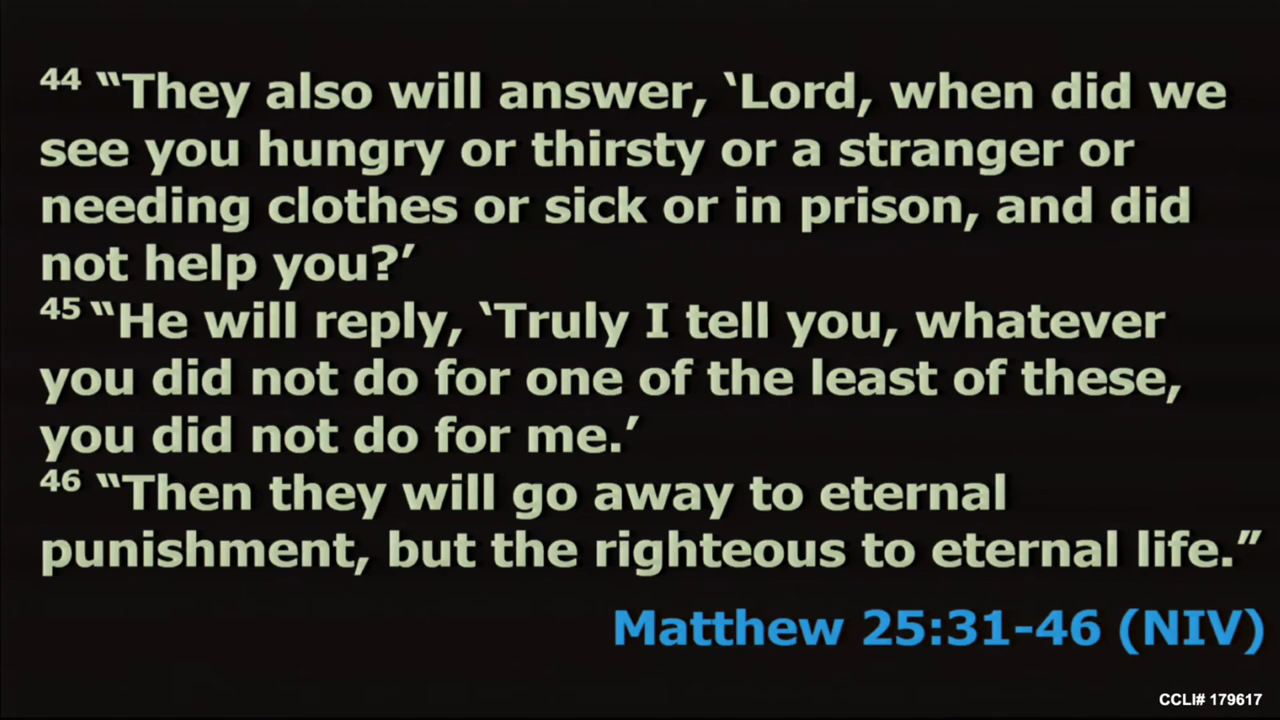 44 “They also will answer, ‘Lord, when did we
see you hungry or thirsty or a stranger or
needing clothes or sick or in prison, and did
not help you?’
45 “He will reply, ‘Truly I tell you, whatever
you did not do for one of the least of these,
you did not do for me.’
46 “Then they will go away to eternal
punishment, but the righteous to eternal life.”
Matthew 25:31-46 (NIV)
CCLI# 179617